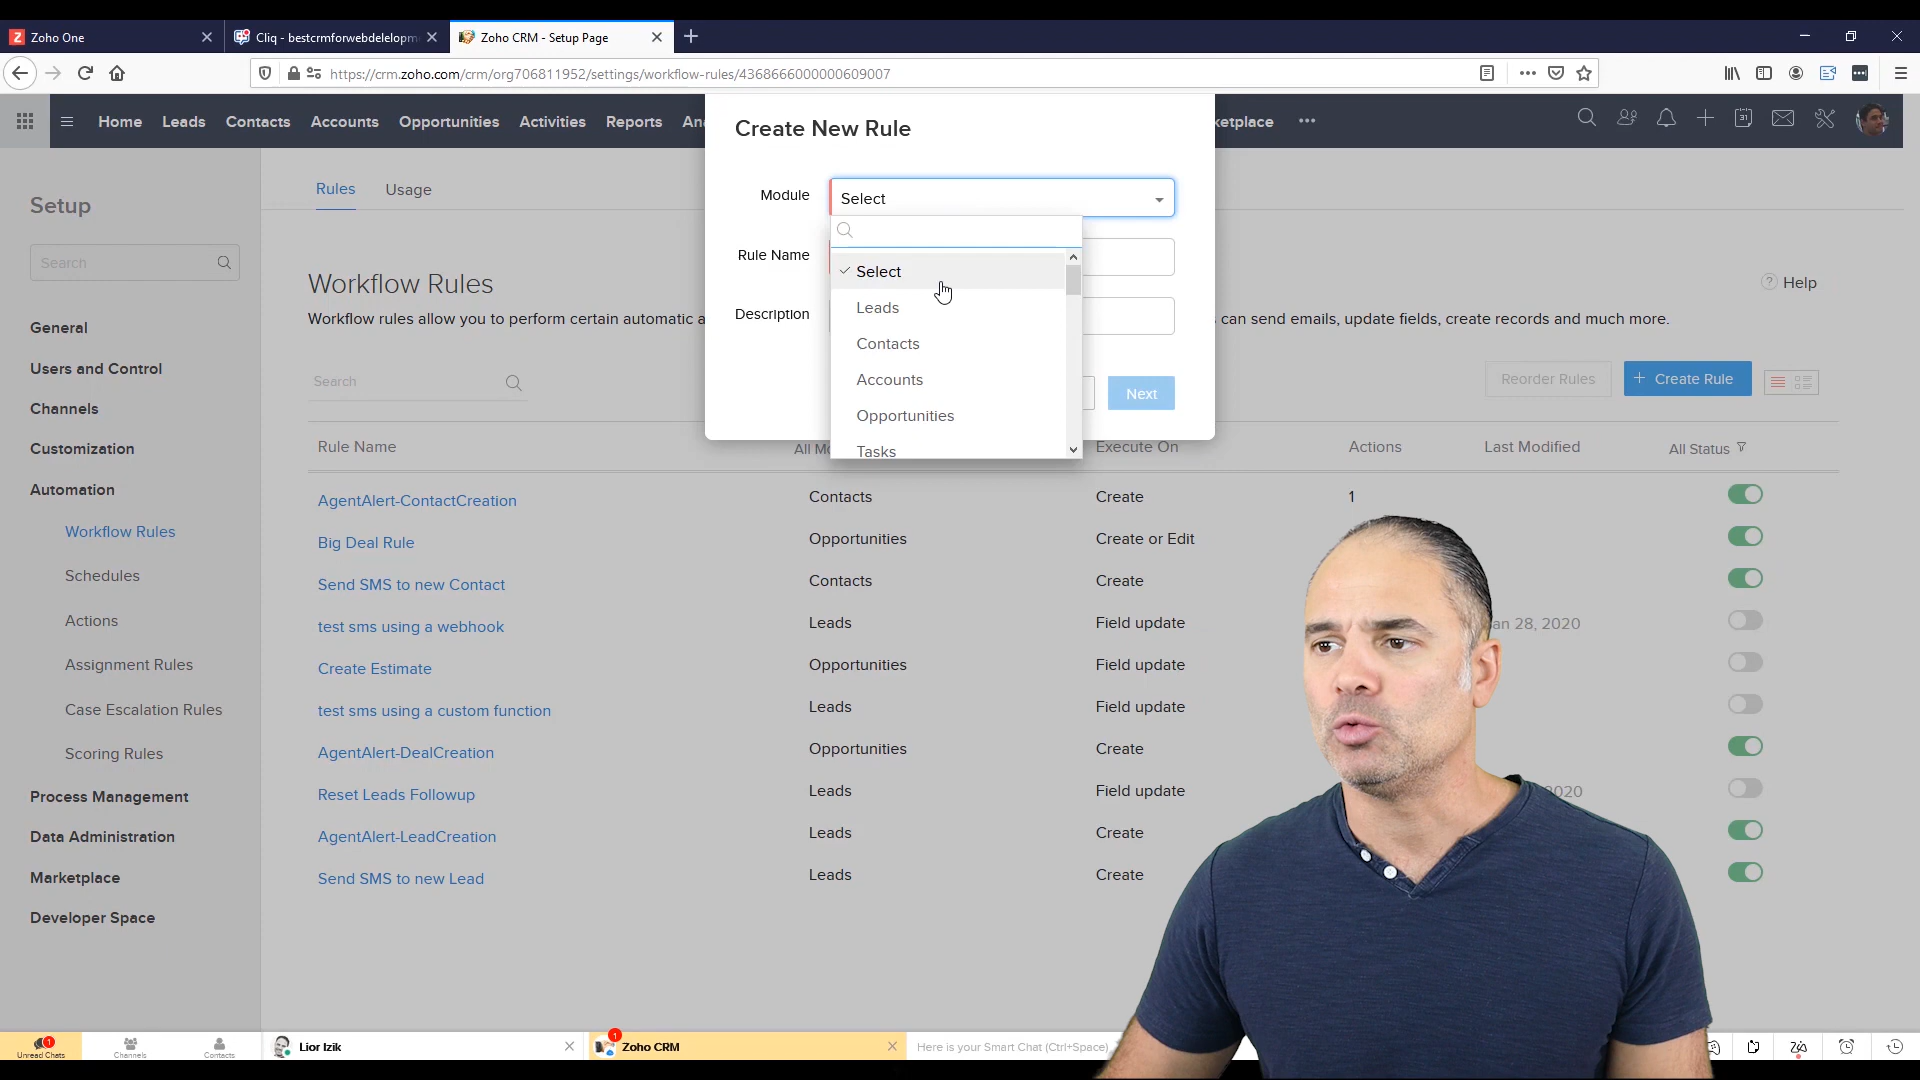 Zoho One
Cliq - bestcrmforwebdelelopm
Zoho CRM - Setup Page
https://crm.zoho.com/crm/org706811952/settings/workflow-rules/4368666000000609007
Home Leads Contacts Accounts Opportunities Activities Reports An
ketplace
31
Create New Rule
Module
Select
Select
Leads
Contacts
Accounts
Opportunities
Tasks
Rule Name
Description
Next
Setup
Search
General
Users and Control
Channels
Customization
Automation
Workflow Rules
Schedules
Actions
Assignment Rules
Case Escalation Rules
Scoring Rules
Process Management
Data Administration
Marketplace
Developer Space
Rules Usage
Workflow Rules
Help
Workflow rules allow you to perform certain automatic a
can send emails, update fields, create records and much more.
Search
Reorder Rules
+ Create Rule
Rule Name All Mo Execute On Actions Last Modified All Status
AgentAlert-ContactCreation Contacts Create 1
Big Deal Rule Opportunities Create or Edit
Send SMS to new Contact Contacts Create
test sms using a webhook Leads Field update an 28, 2020
Create Estimate Opportunities Field update
test sms using a custom function Leads Field update
AgentAlert-DealCreation Opportunities Create
Reset Leads Followup Leads Field update 2020
AgentAlert-LeadCreation Leads Create
Send SMS to new Lead Leads Create
1
Unread Chats
Channels
Contacts
Lior Izik
1
Zoho CRM
Here is your Smart Chat (Ctrl+Space)